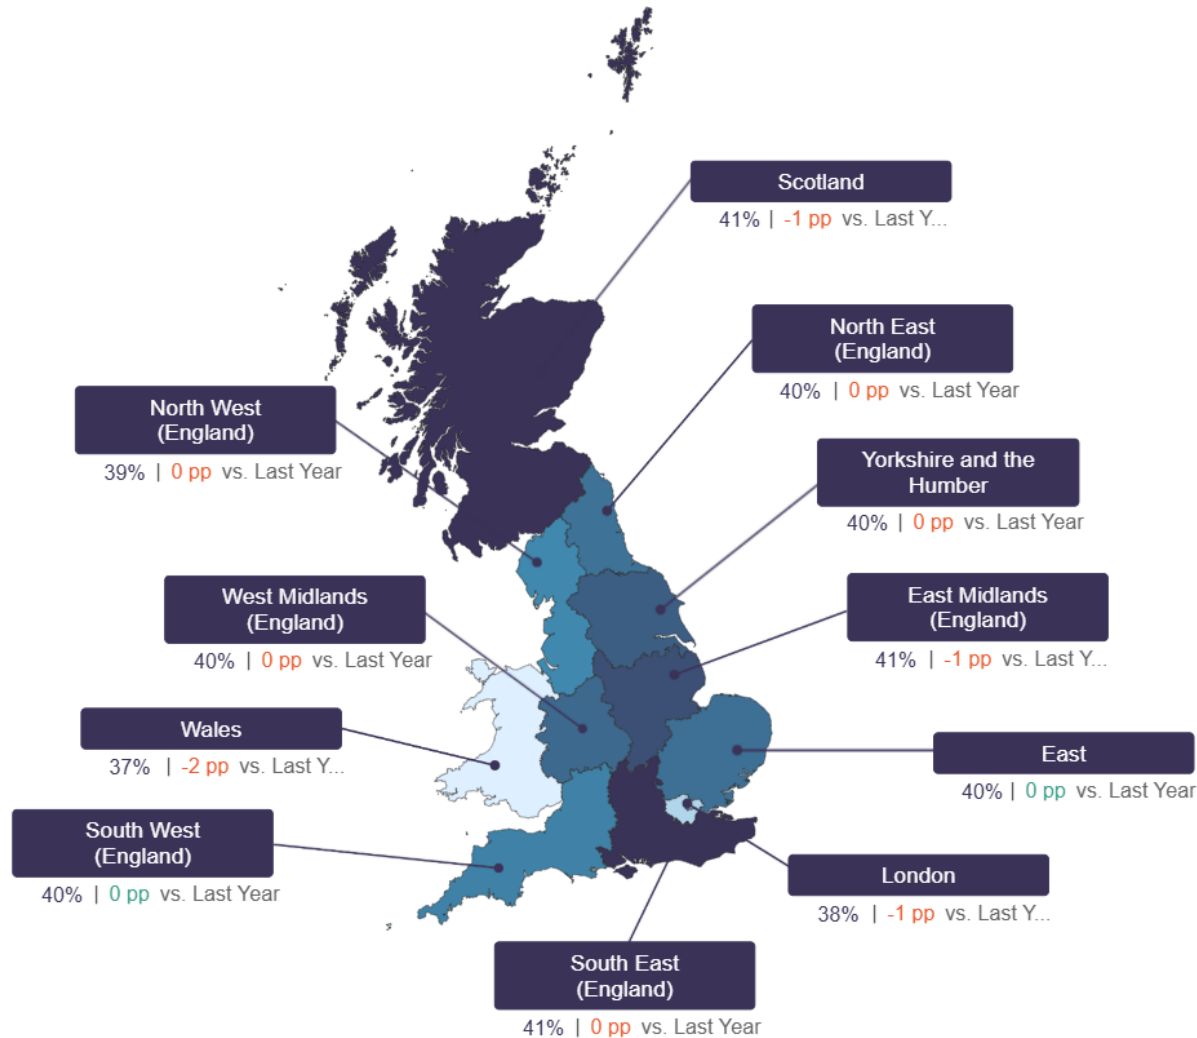 Scotland
41% | -1 pp vs. Last Y...
North East
(England)
40% | 0 pp vs. Last Year
North West
(England)
39% | 0 pp vs. Last Year
Yorkshire and the
Humber
40% | 0 pp vs. Last Year
West Midlands
(England)
40% | 0 pp vs. Last Year
East Midlands
(England)
41% | -1 pp vs. Last Y...
Wales
37% | -2 pp vs. Last Y...
East
40% | 0 pp vs. Last Year
South West
(England)
40% | 0 pp vs. Last Year
London
38% | -1 pp vs. Last Y...
South East
(England)
41% | 0 pp vs. Last Year